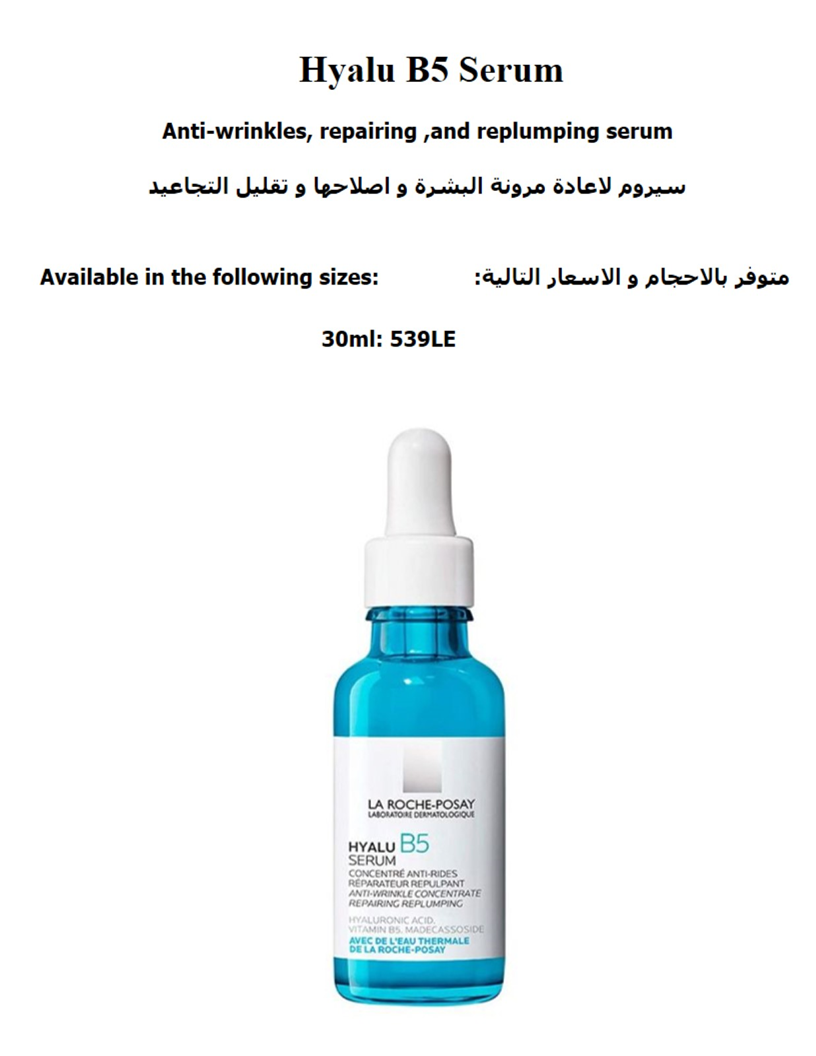 Hyalu B5 Serum
Anti-wrinkles, repairing ,and replumping serum
سيروم لاعادة مرونة البشرة و اصلاحها و تقليل التجاعيد
Available in the following sizes:
متوفر بالاحجام و الاسعار التالية:
30ml: 539LE
LA ROCHE-POSAY
LABORATOIRE DERMATOLOGIQUE
HYALU B5
SERUM
CONCENTRÉ ANTI-RIDES
RÉPARATEUR REPULPANT
ANTI-WRINKLE CONCENTRATE
REPAIRING REPLUMPING
HYALURONIC ACID.
VITAMIN B5. MADECASSOSIDE
AVEC DE L'EAU THERMALE
DE LA ROCHE-POSAY